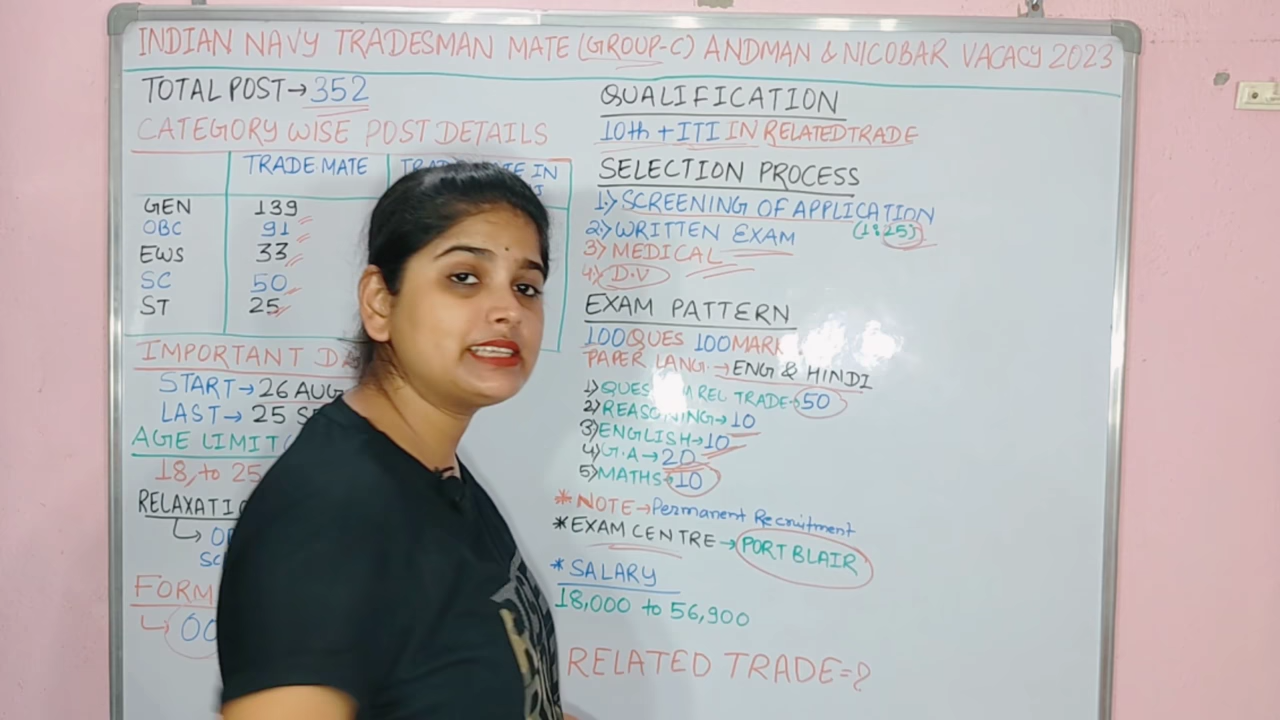 INDIAN NAVY TRADESMAN MATE (GROUP-C) ANDMAN & NICOBAR VACACY 2023
TOTAL POST→352
CATEGORY WISE POST DETAILS
TRADE MATE IN
GEN 139
OBC 91
EWS 33
SC 50
ST 25
IMPORTANT
START→26 AUG
LAST→25
AGE LIMIT
18, to 25
FORM
QUALIFICATION
10th + ITI IN RELATED TRADE
SELECTION PROCESS
1.> SCREENING OF APPLICATION
2.> WRITTEN EXAM (1:25)
3> MEDICAL
4.> D.V
EXAM PATTERN
100 QUES 100 MARK
PAPER LANG.→ENG & HINDI
1) REL TRADE→50
2) REASONING→10
3) ENGLISH→10
4) G.A→20
5) MATHS→10
*NOTE→Permanent Recruitment
*EXAM CENTRE→PORT BLAIR
*SALARY
18,000 to 56,900
RELATED TRADE=?